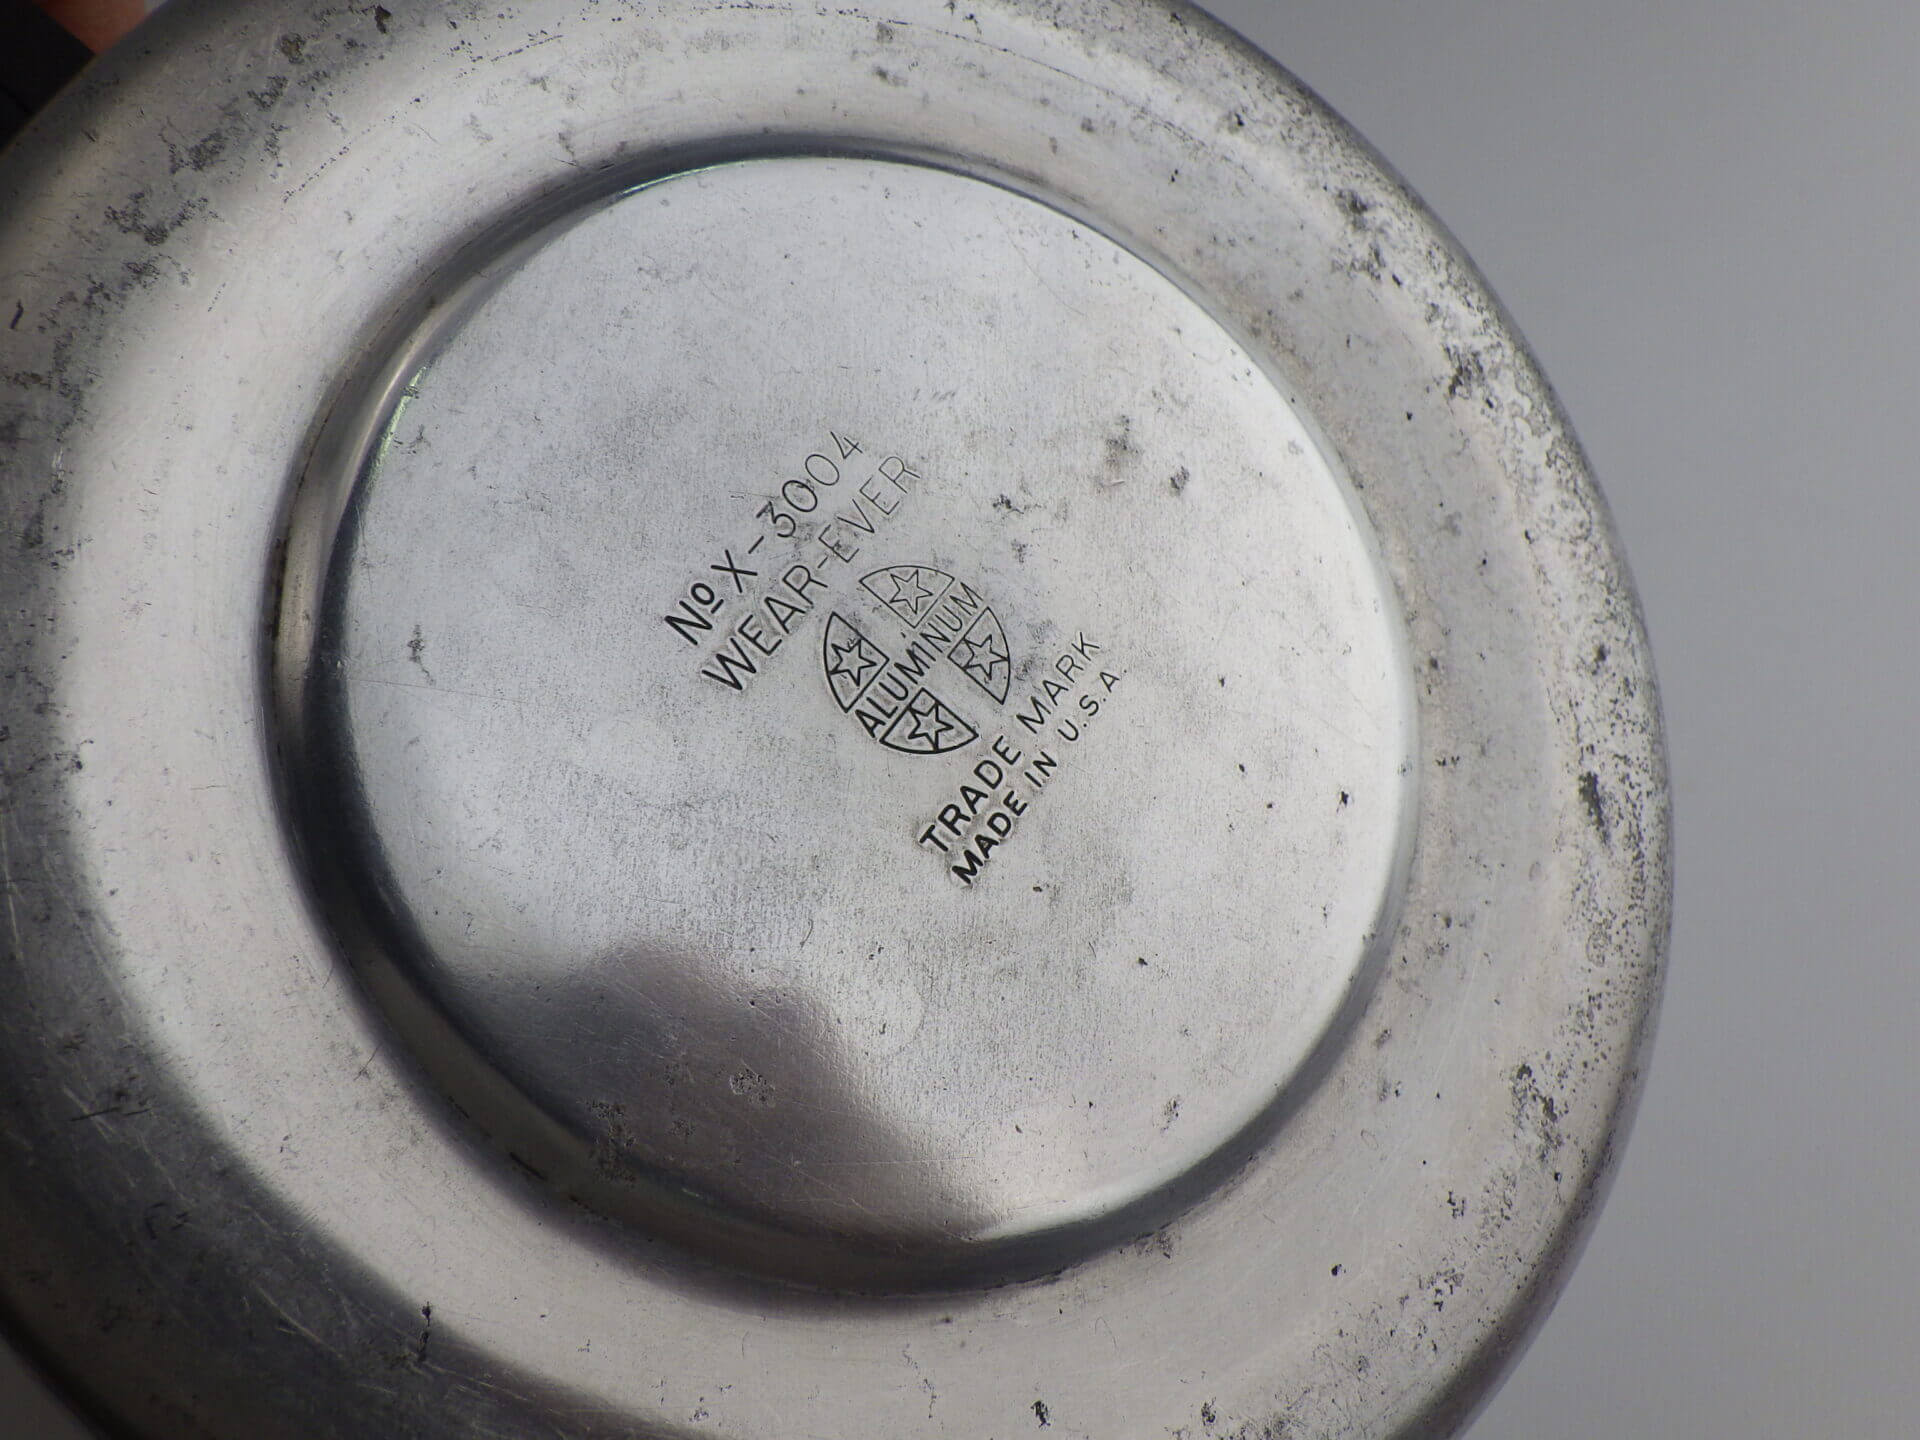 Nº X-3004
WEAR-EVER
ALUMINUM
TRADE MARK
MADE IN U.S.A.